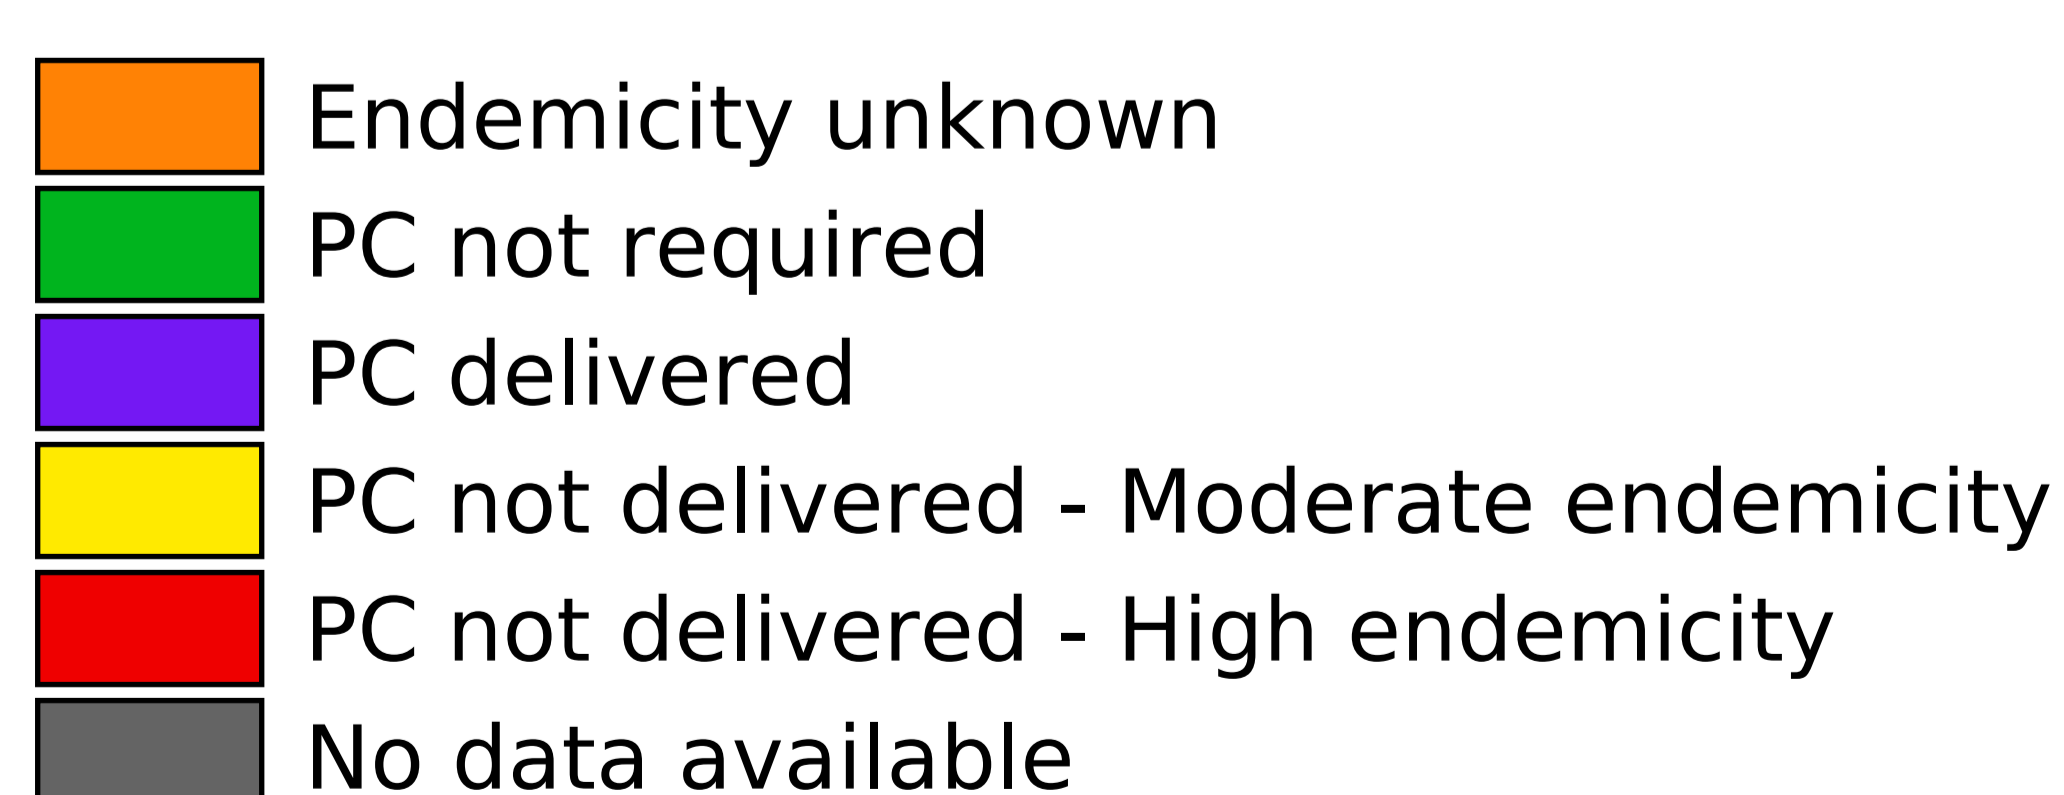 Endemicity unknown
PC not required
PC delivered
PC not delivered - Moderate endemicity
PC not delivered - High endemicity
No data available